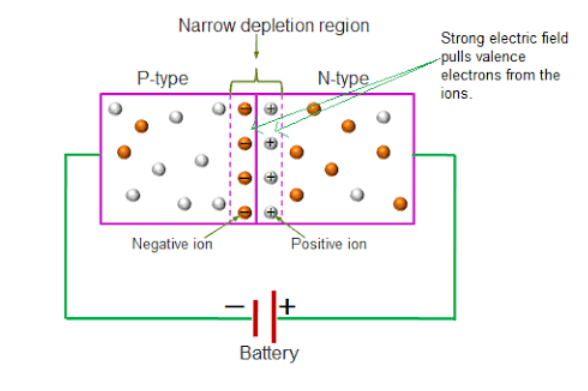 Narrow depletion region
Strong electric field
pulls valence
electrons from the
ions.
P-type
N-type
Negative ion
Positive ion
− +
Battery